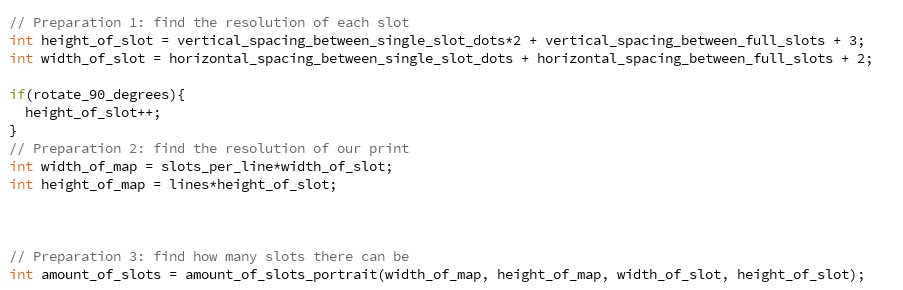 // Preparation 1: find the resolution of each slot
int height_of_slot = vertical_spacing_between_single_slot_dots*2 + vertical_spacing_between_full_slots + 3;
int width_of_slot = horizontal_spacing_between_single_slot_dots + horizontal_spacing_between_full_slots + 2;
if(rotate_90_degrees){
  height_of_slot++;
}
// Preparation 2: find the resolution of our print
int width_of_map = slots_per_line*width_of_slot;
int height_of_map = lines*height_of_slot;
// Preparation 3: find how many slots there can be
int amount_of_slots = amount_of_slots_portrait(width_of_map, height_of_map, width_of_slot, height_of_slot);